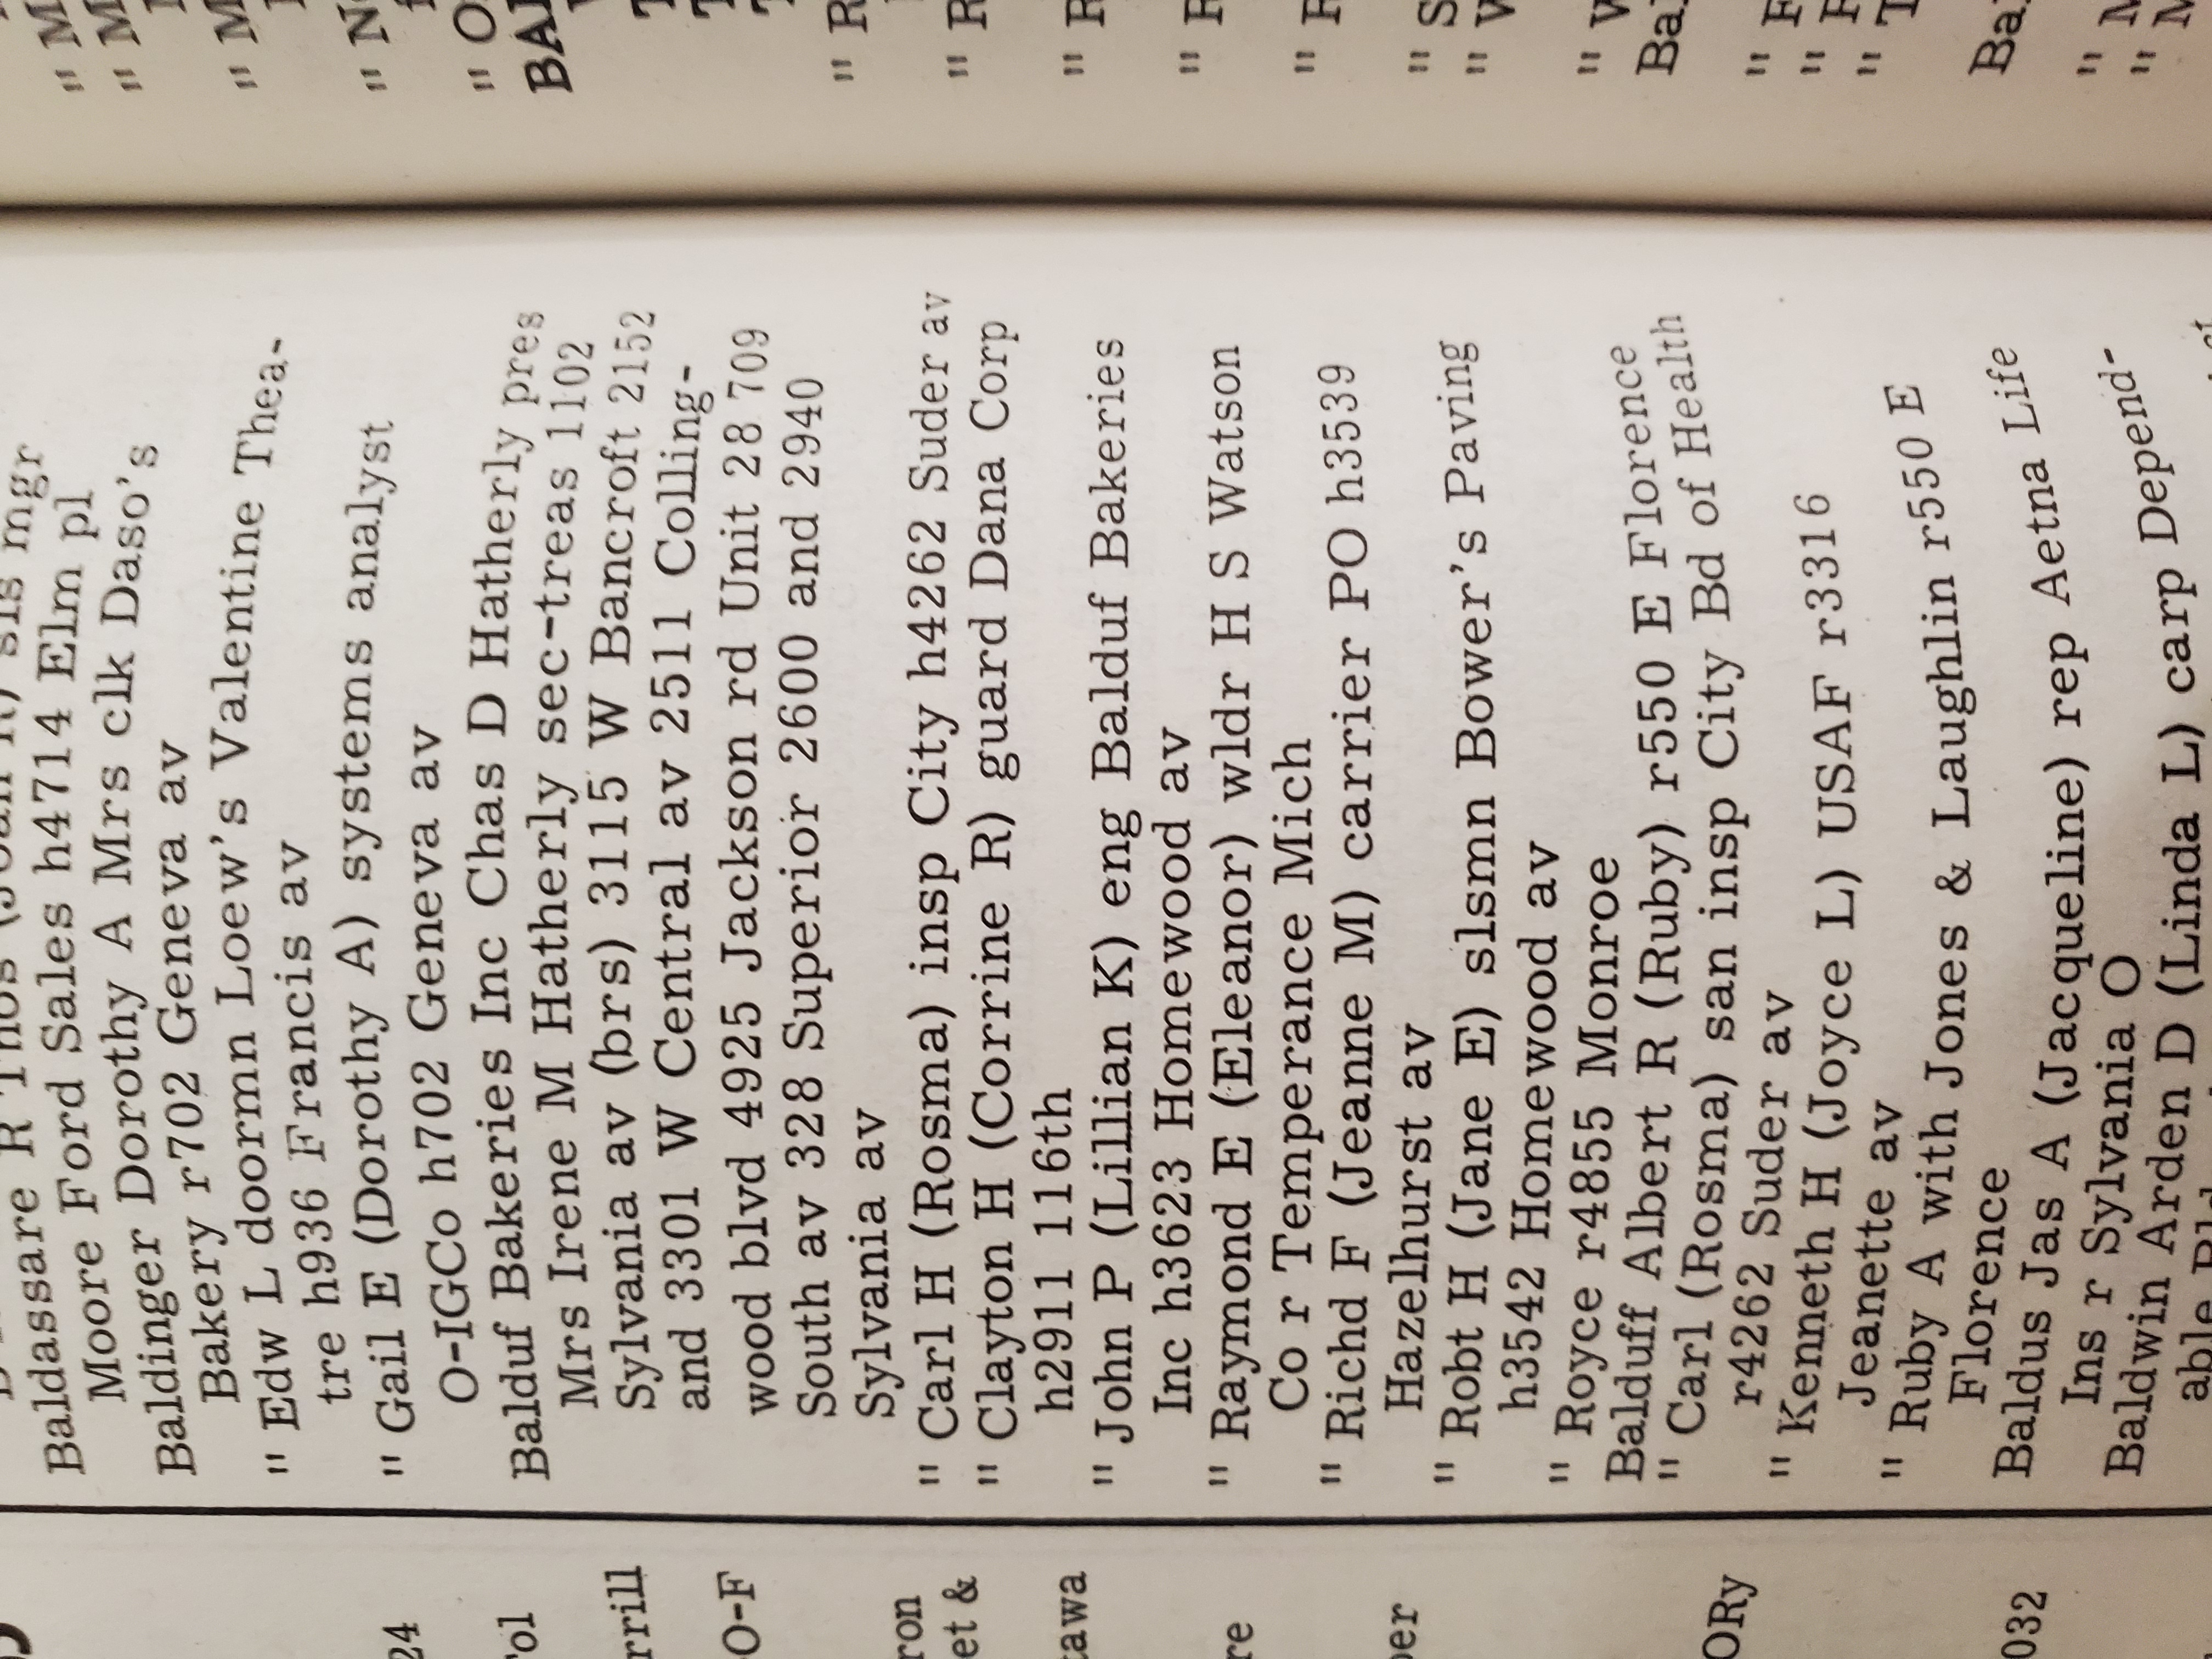 Baldassare R Thos (Joan R) sls mgr
Moore Ford Sales h4714 Elm pl
Baldinger Dorothy A Mrs clk Daso's
Bakery r702 Geneva av
" Edw L doormn Loew's Valentine Thea-
tre h936 Francis av
" Gail E (Dorothy A) systems analyst
O-IGCo h702 Geneva av
Balduf Bakeries Inc Chas D Hatherly pres
Mrs Irene M Hatherly sec-treas 1102
Sylvania av (brs) 3115 W Bancroft 2152
and 3301 W Central av 2511 Colling-
wood blvd 4925 Jackson rd Unit 28 709
South av 328 Superior 2600 and 2940
Sylvania av
" Carl H (Rosma) insp City h4262 Suder av
" Clayton H (Corrine R) guard Dana Corp
h2911 116th
" John P (Lillian K) eng Balduf Bakeries
Inc h3623 Homewood av
" Raymond E (Eleanor) wldr H S Watson
Co r Temperance Mich
" Richd F (Jeanne M) carrier PO h3539
Hazelhurst av
" Robt H (Jane E) slsmn Bower's Paving
h3542 Homewood av
" Royce r4855 Monroe
Balduff Albert R (Ruby) r550 E Florence
" Carl (Rosma) san insp City Bd of Health
r4262 Suder av
" Kenneth H (Joyce L) USAF r3316
Jeanette av
" Ruby A with Jones & Laughlin r550 E
Florence
Baldus Jas A (Jacqueline) rep Aetna Life
Ins r Sylvania O
Baldwin Arden D (Linda L) carp Depend-
able
24
O-F
et &
ORy
032